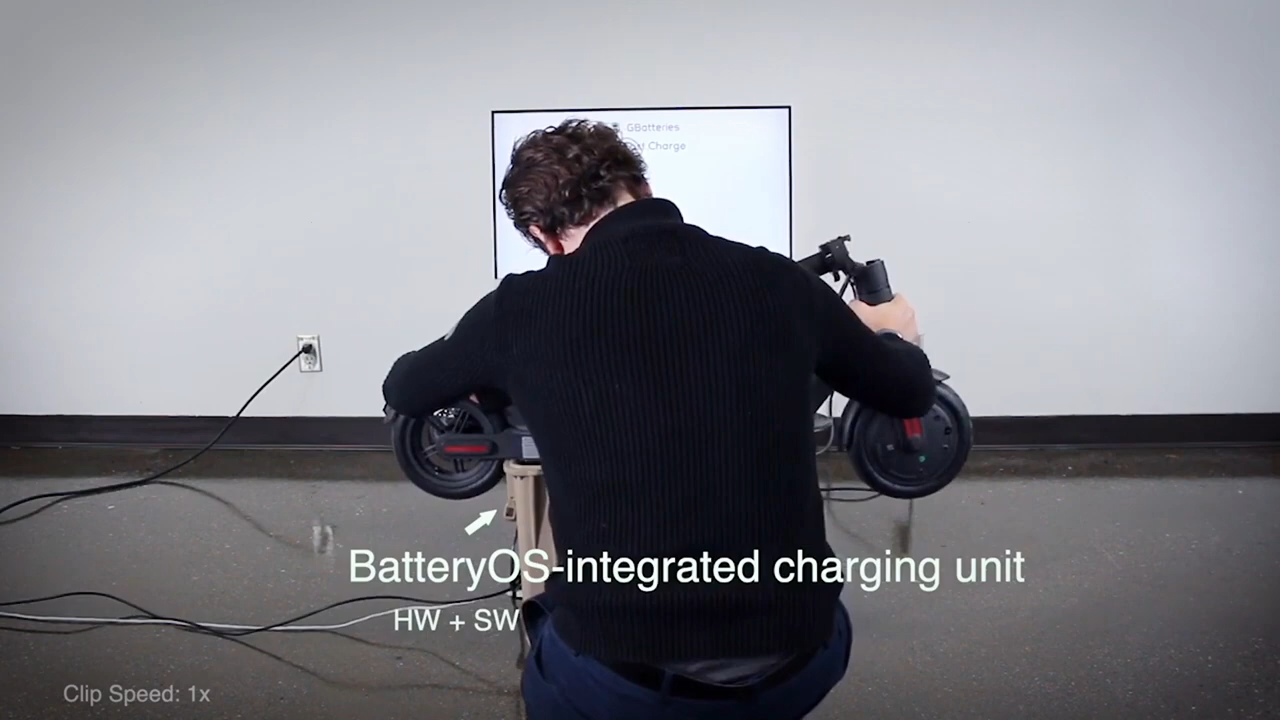 GBatteries
Charge
BatteryOS-integrated charging unit
HW + SW
Clip Speed: 1x